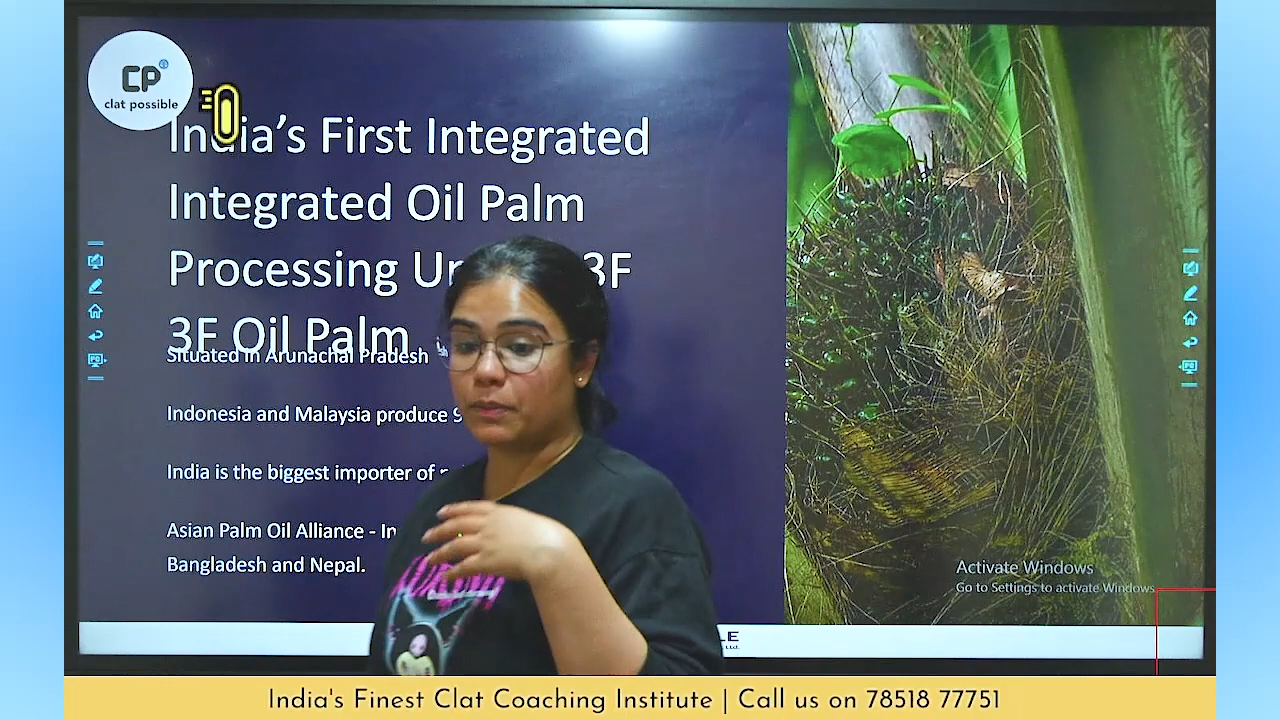 CP
clat possible
India's First Integrated
Integrated Oil Palm
Processing 3F
3F Oil Palm
Situated in Arunachal Pradesh
Indonesia and Malaysia produce 9
India is the biggest importer of
Asian Palm Oil Alliance -
Bangladesh and Nepal.
Activate Windows
Go to Settings to activate Windows
India's Finest Clat Coaching Institute | Call us on 78518 77751